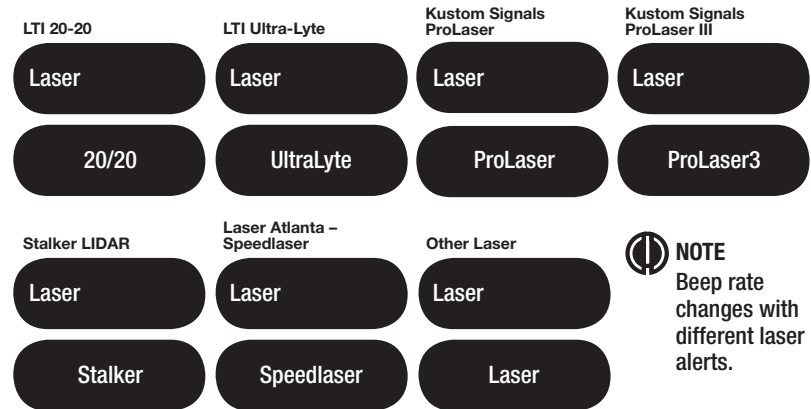 LTI 20-20
Laser
20/20
LTI Ultra-Lyte
Laser
UltraLyte
Kustom Signals
ProLaser
Laser
ProLaser
Kustom Signals
ProLaser III
Laser
ProLaser3
Stalker LIDAR
Laser
Stalker
Laser Atlanta –
Speedlaser
Laser
Speedlaser
Other Laser
Laser
Laser
NOTE
Beep rate
changes with
different laser
alerts.